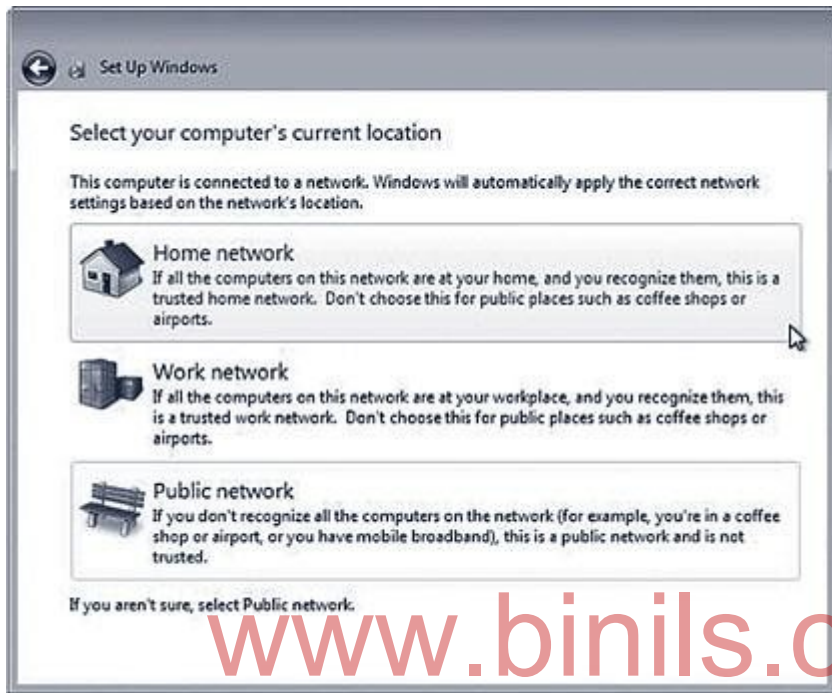 Set Up Windows
Select your computer's current location
This computer is connected to a network. Windows will automatically apply the correct network
settings based on the network's location.
Home network
If all the computers on this network are at your home, and you recognize them, this is a
trusted home network. Don't choose this for public places such as coffee shops or
airports.
Work network
If all the computers on this network are at your workplace, and you recognize them, this
is a trusted work network. Don't choose this for public places such as coffee shops or
airports.
Public network
If you don't recognize all the computers on the network (for example, you're in a coffee
shop or airport, or you have mobile broadband), this is a public network and is not
trusted.
If you aren't sure, select Public network.
www.binils.c